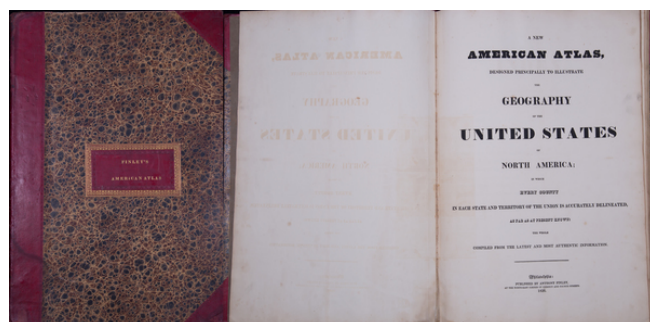 FINLEY'S
AMERICAN ATLAS
A NEW
AMERICAN ATLAS,
DESIGNED PRINCIPALLY TO ILLUSTRATE
THE
GEOGRAPHY
OF THE
UNITED STATES
OF
NORTH AMERICA:
IN WHICH
EVERY COUNTY
IN EACH STATE AND TERRITORY OF THE UNION IS ACCURATELY DELINEATED,
AS FAR AS AT PRESENT KNOWN:
THE WHOLE
COMPILED FROM THE LATEST AND MOST AUTHENTIC INFORMATION
Philadelphia:
PUBLISHED BY ANTHONY FINLEY,